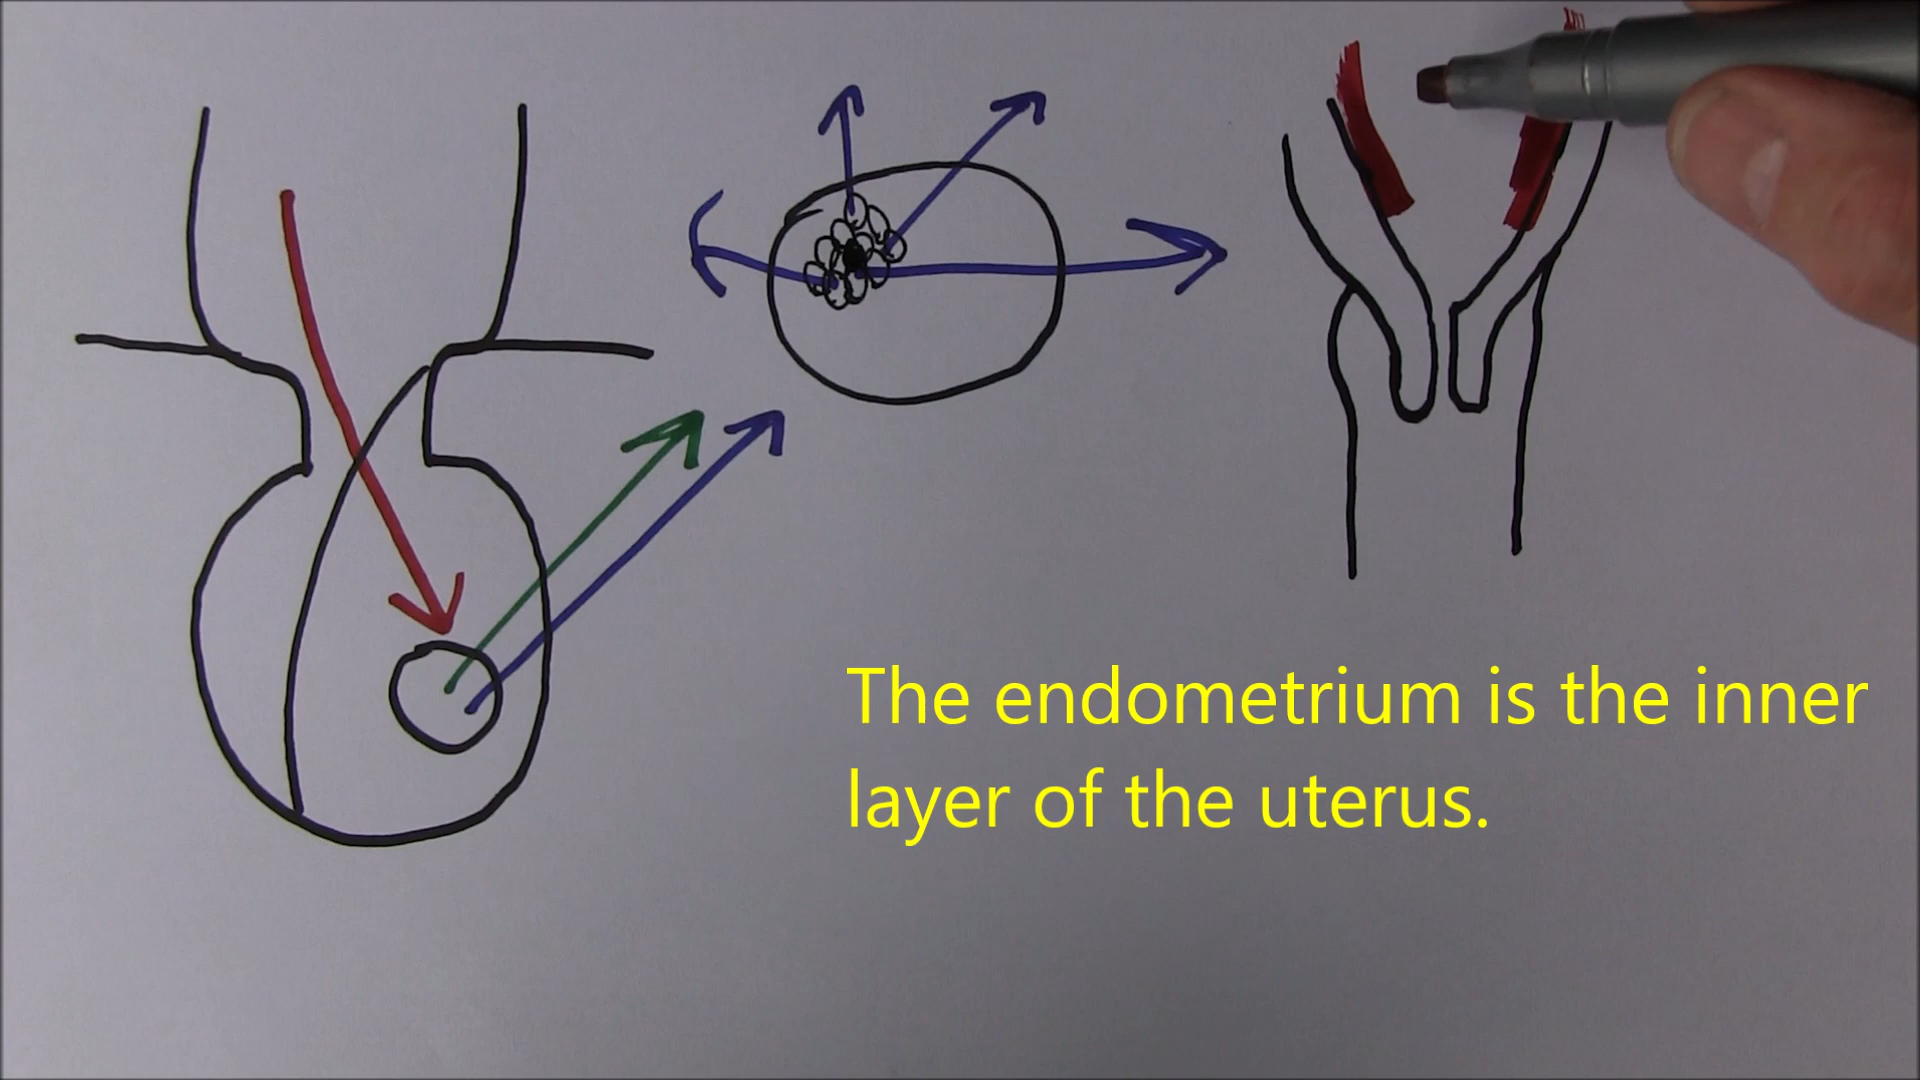 The endometrium is the inner
layer of the uterus.